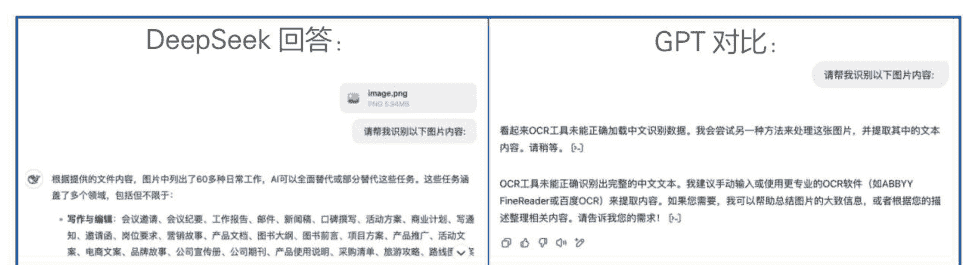 DeepSeek 回答:
image.png
PNG 5.94MB
请帮我识别以下图片内容:
根据提供的文件内容，图片中列出了60多种日常工作，AI可以全面替代或部分替代这些任务。这些任务涵
盖了多个领域，包括但不限于:
• 写作与编辑: 会议邀请、会议纪要、工作报告、邮件、新闻稿、口碑撰写、活动方案、商业计划、写通
知、邀请函、岗位要求、营销故事、产品文档、图书大纲、图书前言、项目方案、产品推广、活动文
案、电商文案、品牌故事、公司宣传册、公司期刊、产品使用说明、采购清单、旅游攻略、路线
GPT 对比:
请帮我识别以下图片内容:
看起来OCR工具未能正确加载中文识别数据。我会尝试另一种方法来处理这张图片，并提取其中的文本
内容。请稍等。 [>-]
OCR工具未能正确识别出完整的中文文本。我建议手动输入或使用更专业的OCR软件（如ABBYY
FineReader或百度OCR）来提取内容。如果您需要，我可以帮助总结图片的大致信息，或者根据您的描
述整理相关内容。请告诉我您的需求！ [>-]